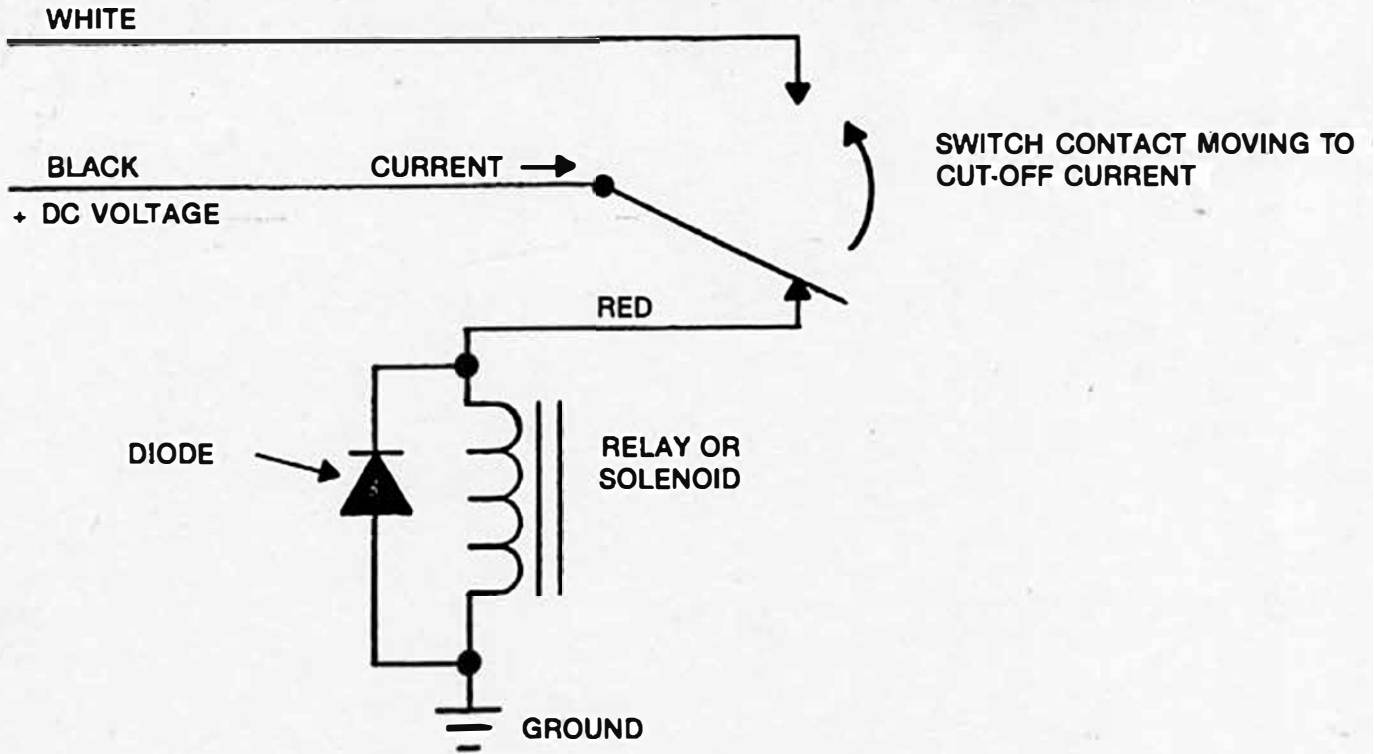 WHITE
BLACK
CURRENT
+ DC VOLTAGE
SWITCH CONTACT MOVING TO
CUT-OFF CURRENT
RED
DIODE
RELAY OR
SOLENOID
GROUND